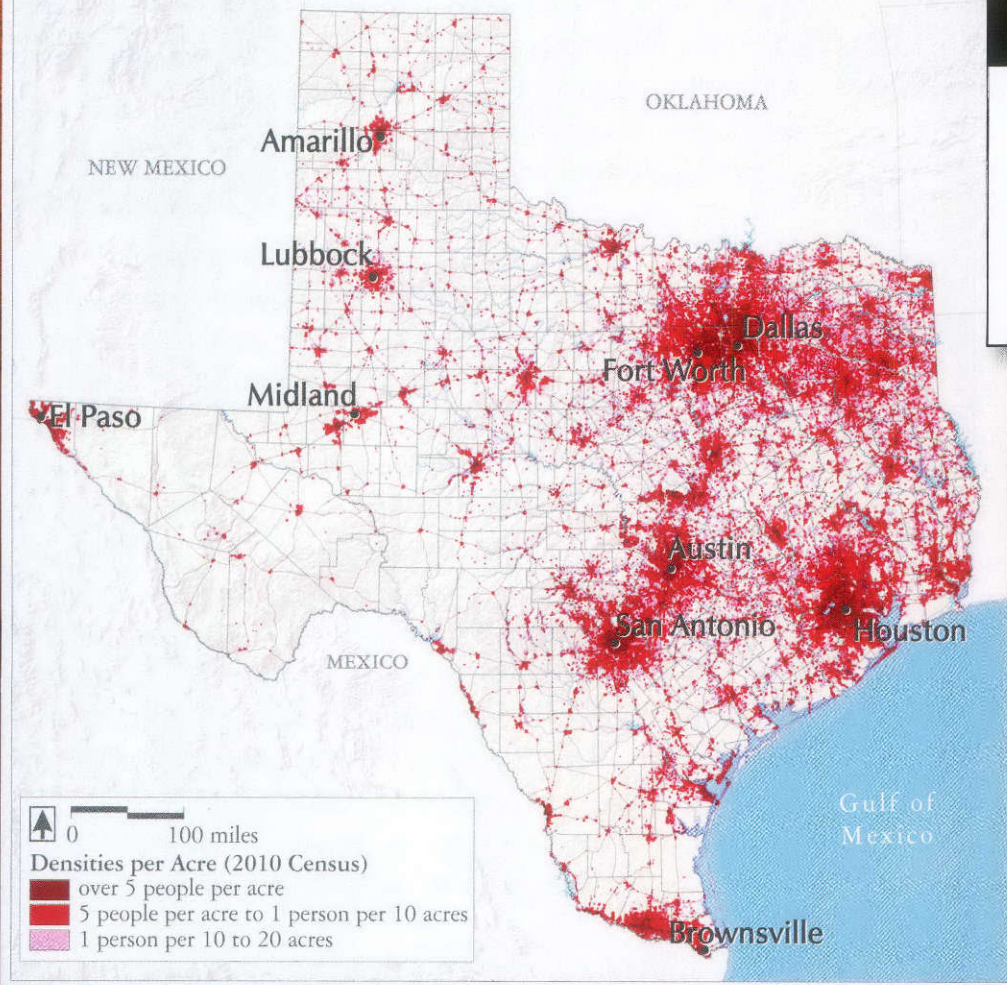 OKLAHOMA
Amarillo
NEW MEXICO
Lubbock
Dallas
Fort Worth
Midland
El Paso
Austin
San Antonio
Houston
MEXICO
Gulf of
Mexico
0 100 miles
Densities per Acre (2010 Census)
over 5 people per acre
5 people per acre to 1 person per 10 acres
1 person per 10 to 20 acres
Brownsville